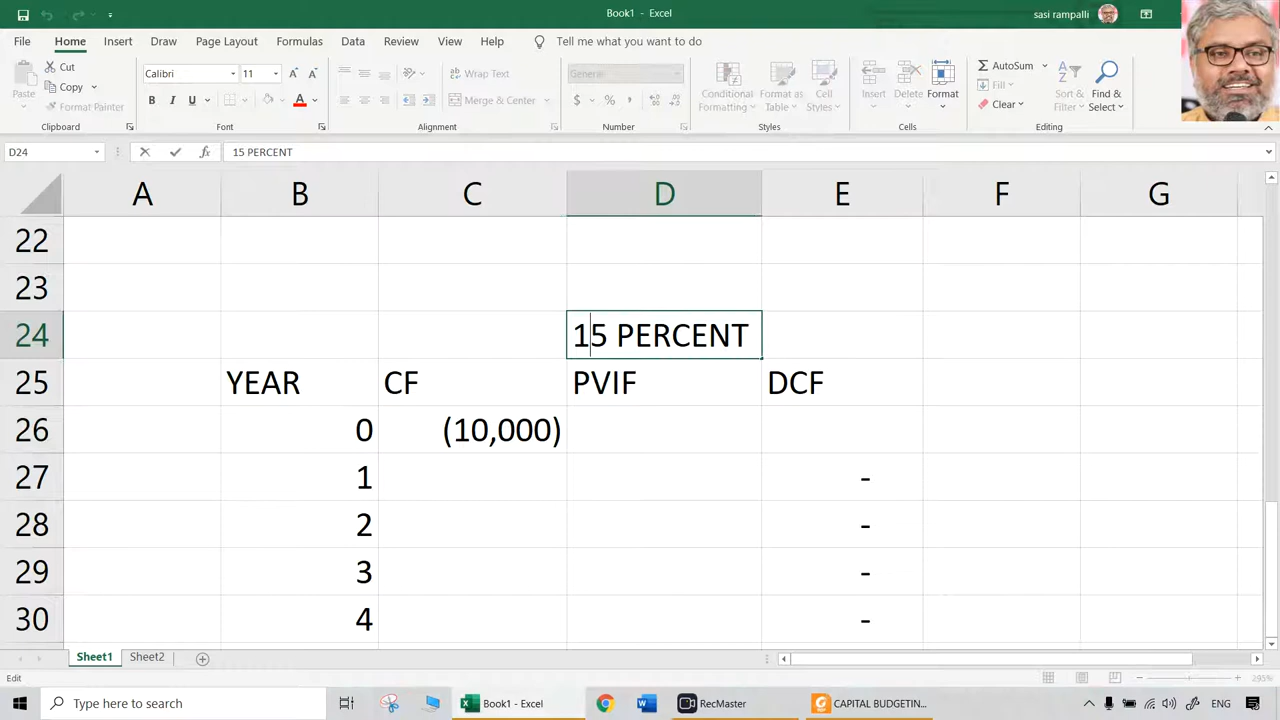 Book1 - Excel
sasi rampalli
File Home Insert Draw Page Layout Formulas Data Review View Help Tell me what you want to do
Cut
Copy
Format Painter
Paste
Clipboard
Calibri 11
B I U
Font
Wrap Text
Merge & Center
Alignment
General
$ % ,
Number
Conditional Formatting
Format as Table
Cell Styles
Styles
Insert Delete Format
Cells
AutoSum
Fill
Clear
Sort & Filter
Find & Select
Editing
D24 fx 15 PERCENT
A B C D E F G
22
23
24 15 PERCENT
25 YEAR CF PVIF DCF
26 0 (10,000)
27 1 -
28 2 -
29 3 -
30 4 -
Sheet1 Sheet2
Edit 295%
Type here to search
Book1 - Excel
RecMaster
CAPITAL BUDGETIN...
ENG